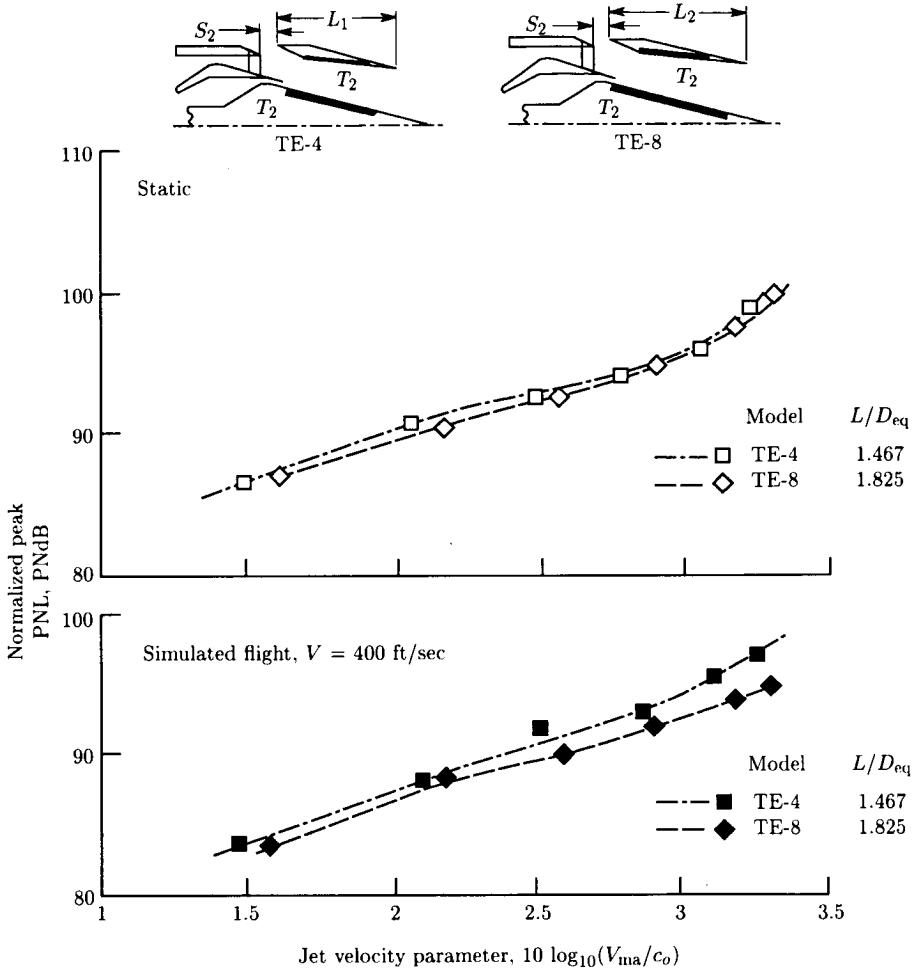 S2 L1
T2
T2
TE-4
S2 L2
T2
T2
TE-8
Static
110
100
90
80
Model L/Deq
TE-4 1.467
TE-8 1.825
Normalized peak
PNL, PNdB
Simulated flight, V = 400 ft/sec
100
90
80
Model L/Deq
TE-4 1.467
TE-8 1.825
1 1.5 2 2.5 3 3.5
Jet velocity parameter, 10 log10(Vma/co)